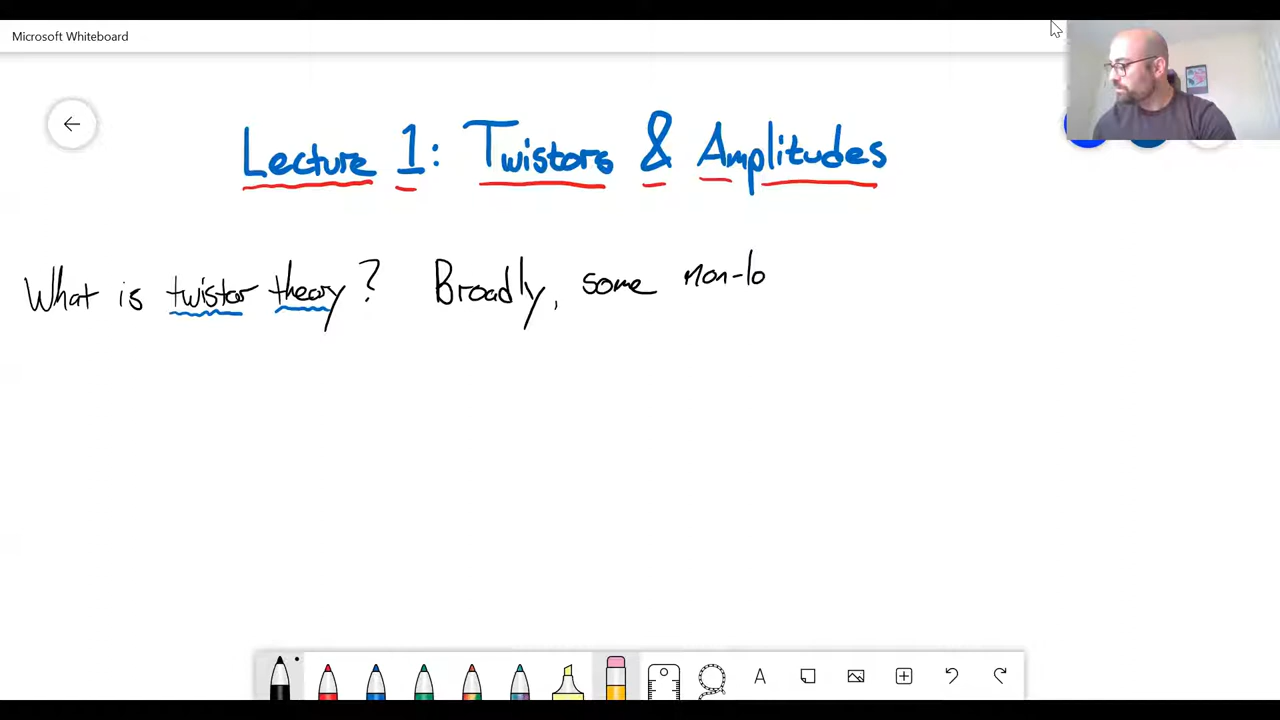 Microsoft Whiteboard
Lecture 1: Twistors & Amplitudes
What is twistor theory? Broadly, some non-lo